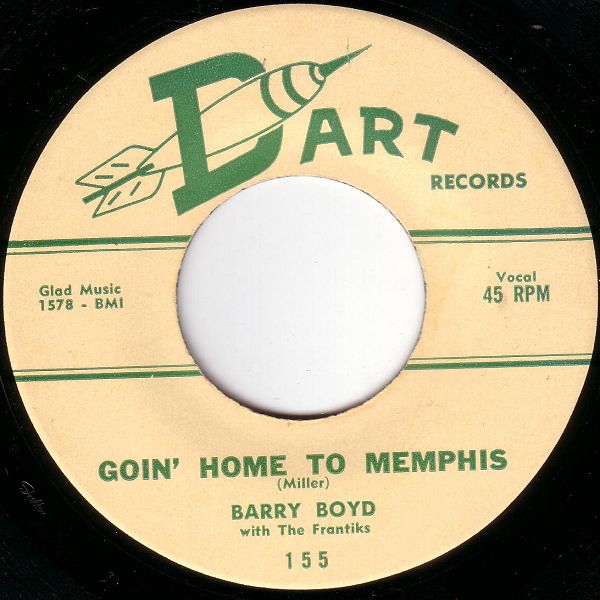 DART
RECORDS
Glad Music
1578 - BMI
Vocal
45 RPM
GOIN' HOME TO MEMPHIS
(Miller)
BARRY BOYD
with The Frantiks
155